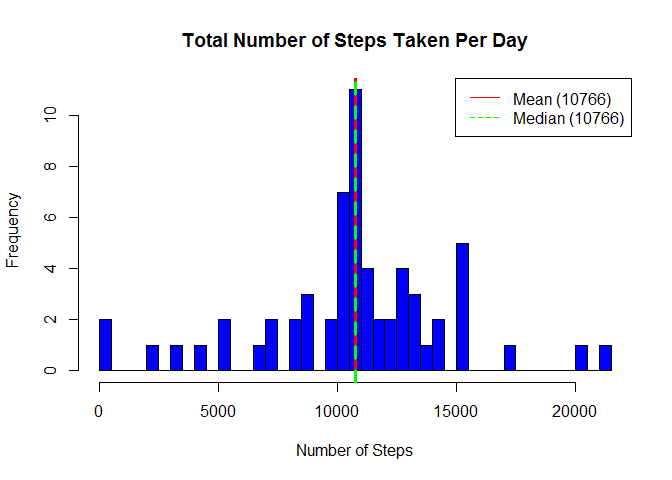 Total Number of Steps Taken Per Day
Mean (10766)
Median (10766)
Frequency
10
8
6
4
2
0
0 5000 10000 15000 20000
Number of Steps